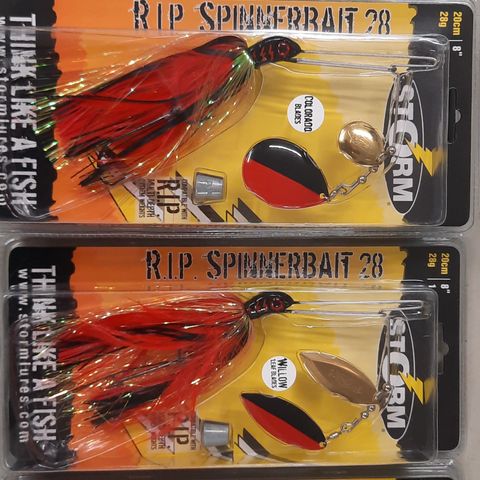 R.I.P. SPINNERBAIT 28
20cm | 8"
28g
THINK LIKE A FISH
www.stormlures.com
COLORADO
BLADES
STORM
R.I.P
R.I.P. SPINNERBAIT 28
20cm | 8"
28g | 1
THINK LIKE A FISH
www.stormlures.com
WILLOW
LEAF BLADES
STORM
R.I.P